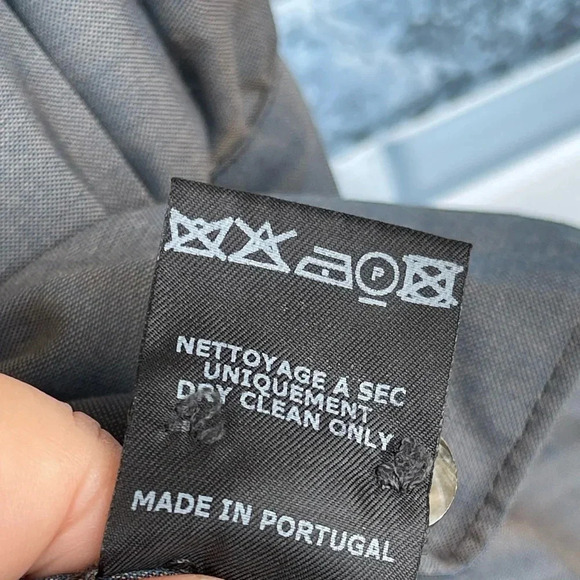 P
NETTOYAGE A SEC
UNIQUEMENT
DRY CLEAN ONLY
MADE IN PORTUGAL